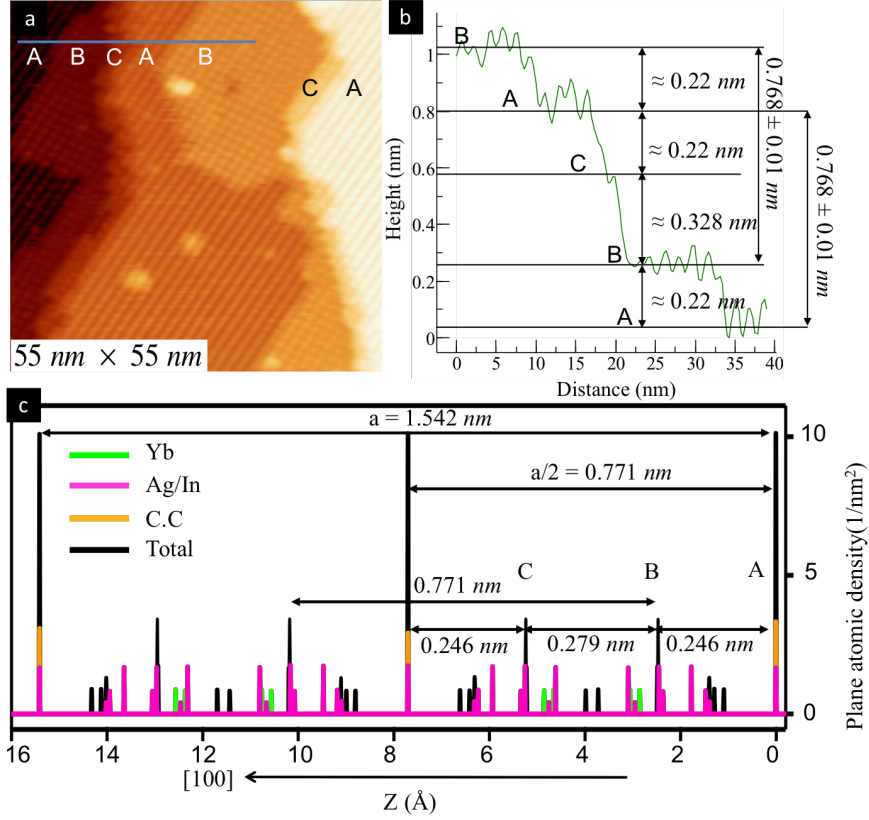 a
A B C A B
C A
55 nm × 55 nm
b
Height (nm)
1
0.8
0.6
0.4
0.2
0
B
A
C
B
A
≈ 0.22 nm
≈ 0.22 nm
≈ 0.328 nm
≈ 0.22 nm
0.768 ± 0.01 nm
0.768 ± 0.01 nm
0 5 10 15 20 25 30 35 40
Distance (nm)
c
a = 1.542 nm
Yb
Ag/In
C.C
Total
a/2 = 0.771 nm
C B A
0.771 nm
0.246 nm 0.279 nm 0.246 nm
10
5
0
Plane atomic density(1/nm²)
16 14 12 10 8 6 4 2 0
[100]
Z (Å)